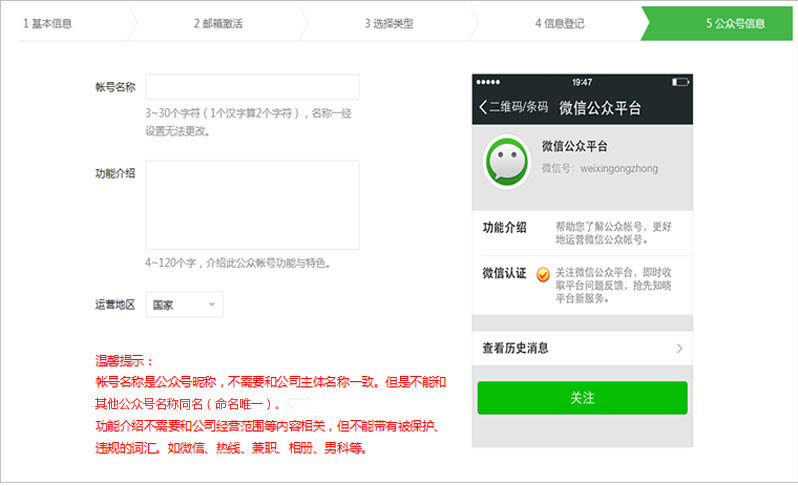 1 基本信息
2 邮箱激活
3 选择类型
4 信息登记
5 公众号信息
帐号名称
3~30个字符（1个汉字算2个字符），名称一经
设置无法更改。
功能介绍
4~120个字，介绍此公众帐号功能与特色。
运营地区
国家
温馨提示：
帐号名称是公众号昵称，不需要和公司主体名称一致。但是不能和
其他公众号名称同名（命名唯一）。
功能介绍不需要和公司经营范围等内容相关，但不能带有被保护、
违规的词汇。如微信、热线、兼职、相册、男科等。
19:47
二维码/条码 微信公众平台
微信公众平台
微信号：weixingongzhong
功能介绍
帮助您了解公众帐号，更好
地运营微信公众帐号。
微信认证
关注微信公众平台，即时收
取平台问题反馈，抢先知晓
平台新服务。
查看历史消息
关注